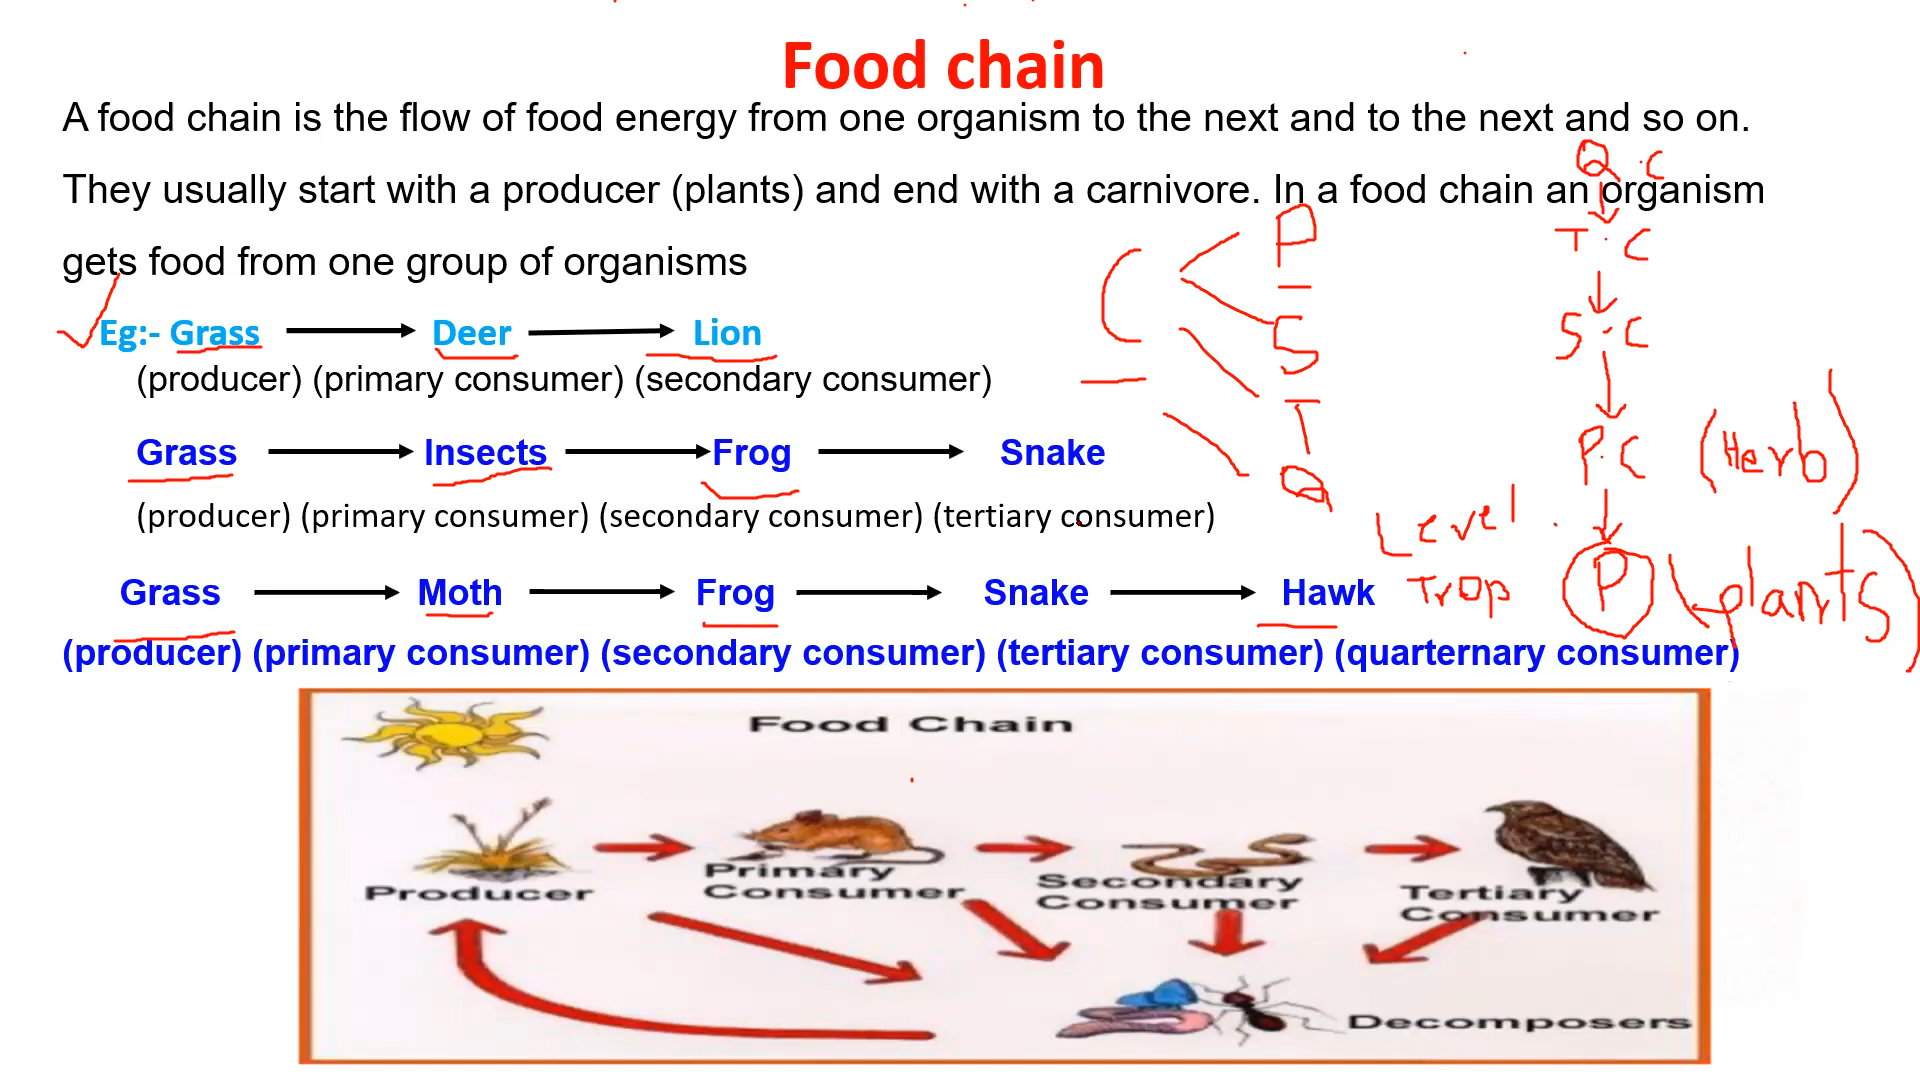 Food chain
A food chain is the flow of food energy from one organism to the next and to the next and so on.
They usually start with a producer (plants) and end with a carnivore. In a food chain an organism
gets food from one group of organisms
Eg:- Grass Deer Lion
(producer) (primary consumer) (secondary consumer)
Grass Insects Frog Snake
(producer) (primary consumer) (secondary consumer) (tertiary consumer)
Grass Moth Frog Snake Hawk
(producer) (primary consumer) (secondary consumer) (tertiary consumer) (quarternary consumer)
C
P
S
T
Q
Q.C
T.C
S.C
P.C (Herb)
P (plants)
Level
Trop
Food Chain
Producer
Primary
Consumer
Secondary
Consumer
Tertiary
Consumer
Decomposers